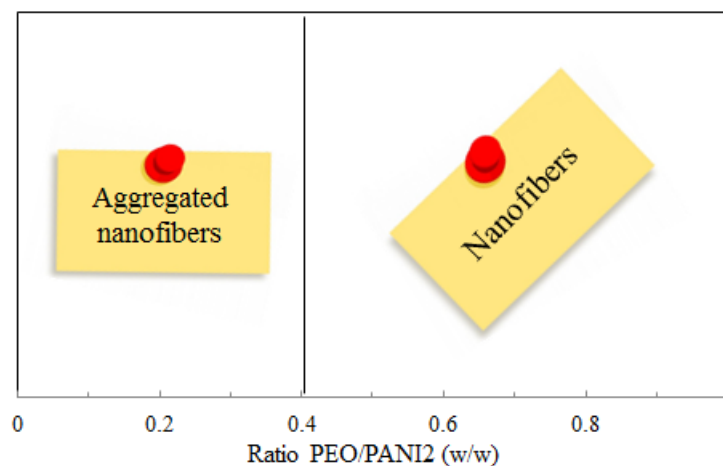 Aggregated
nanofibers
Nanofibers
0 0.2 0.4 0.6 0.8
Ratio PEO/PANI2 (w/w)